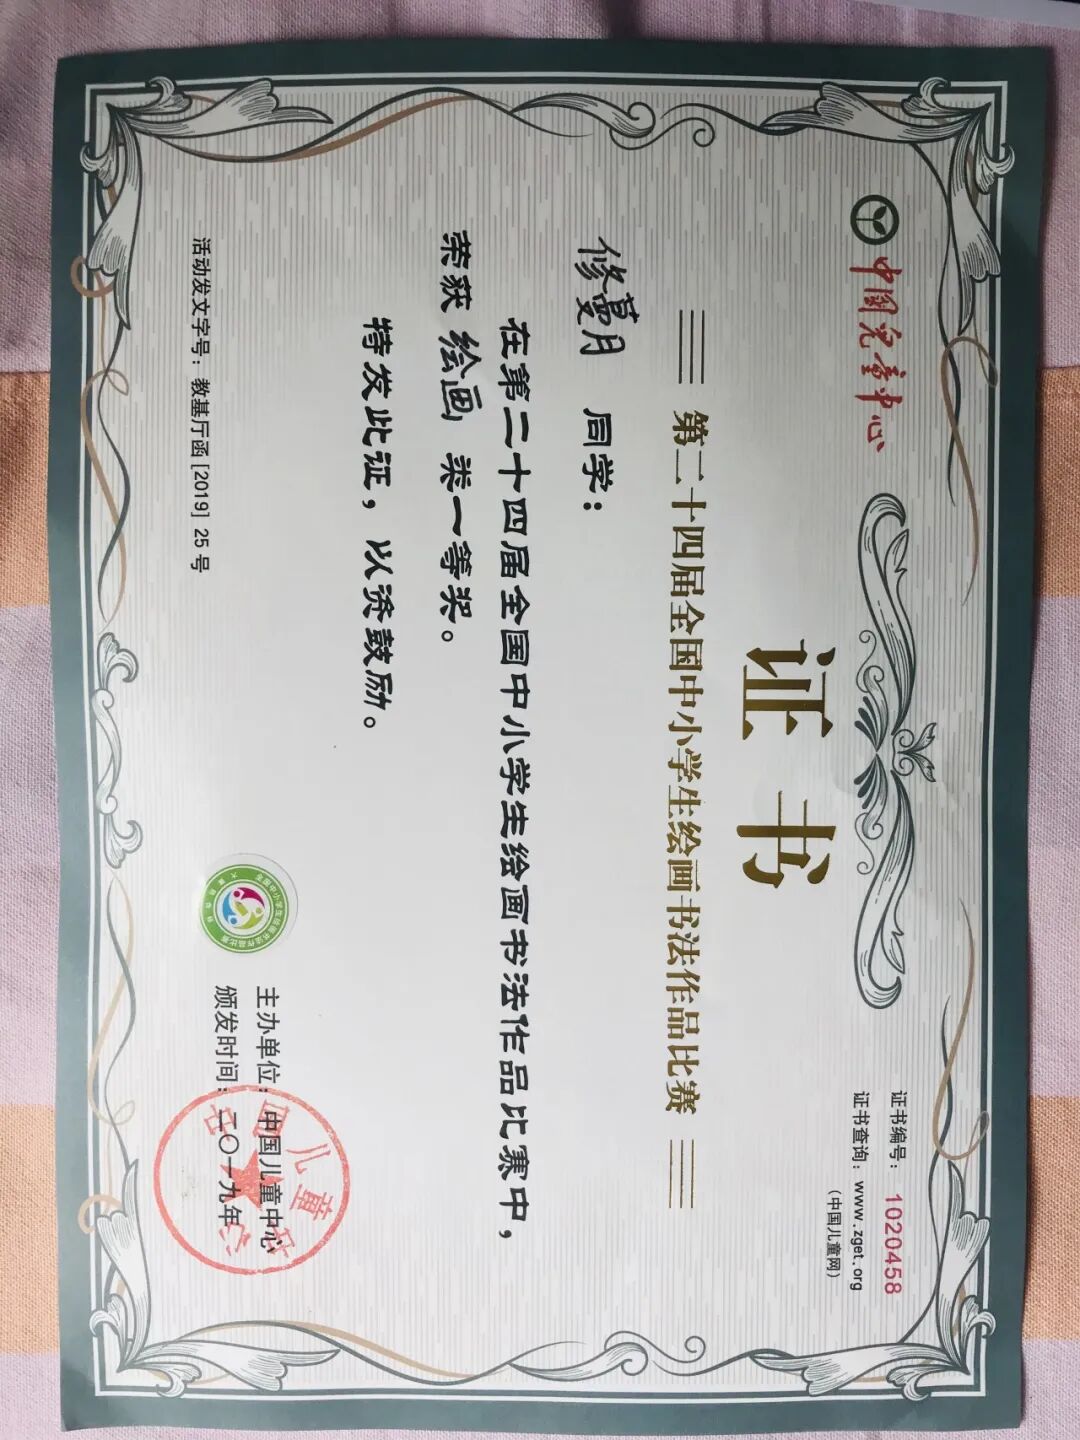 中国儿童中心
证书编号：1020458
证书查询：www.zget.org
（中国儿童网）
证书
第二十四届全国中小学生绘画书法作品比赛
修蔓月 同学：
在第二十四届全国中小学生绘画书法作品比赛中，
荣获 绘画 类一等奖。
特发此证，以资鼓励。
主办单位：中国儿童中心
颁发时间：二〇一九年
活动发文字号：教基厅函[2019] 25号